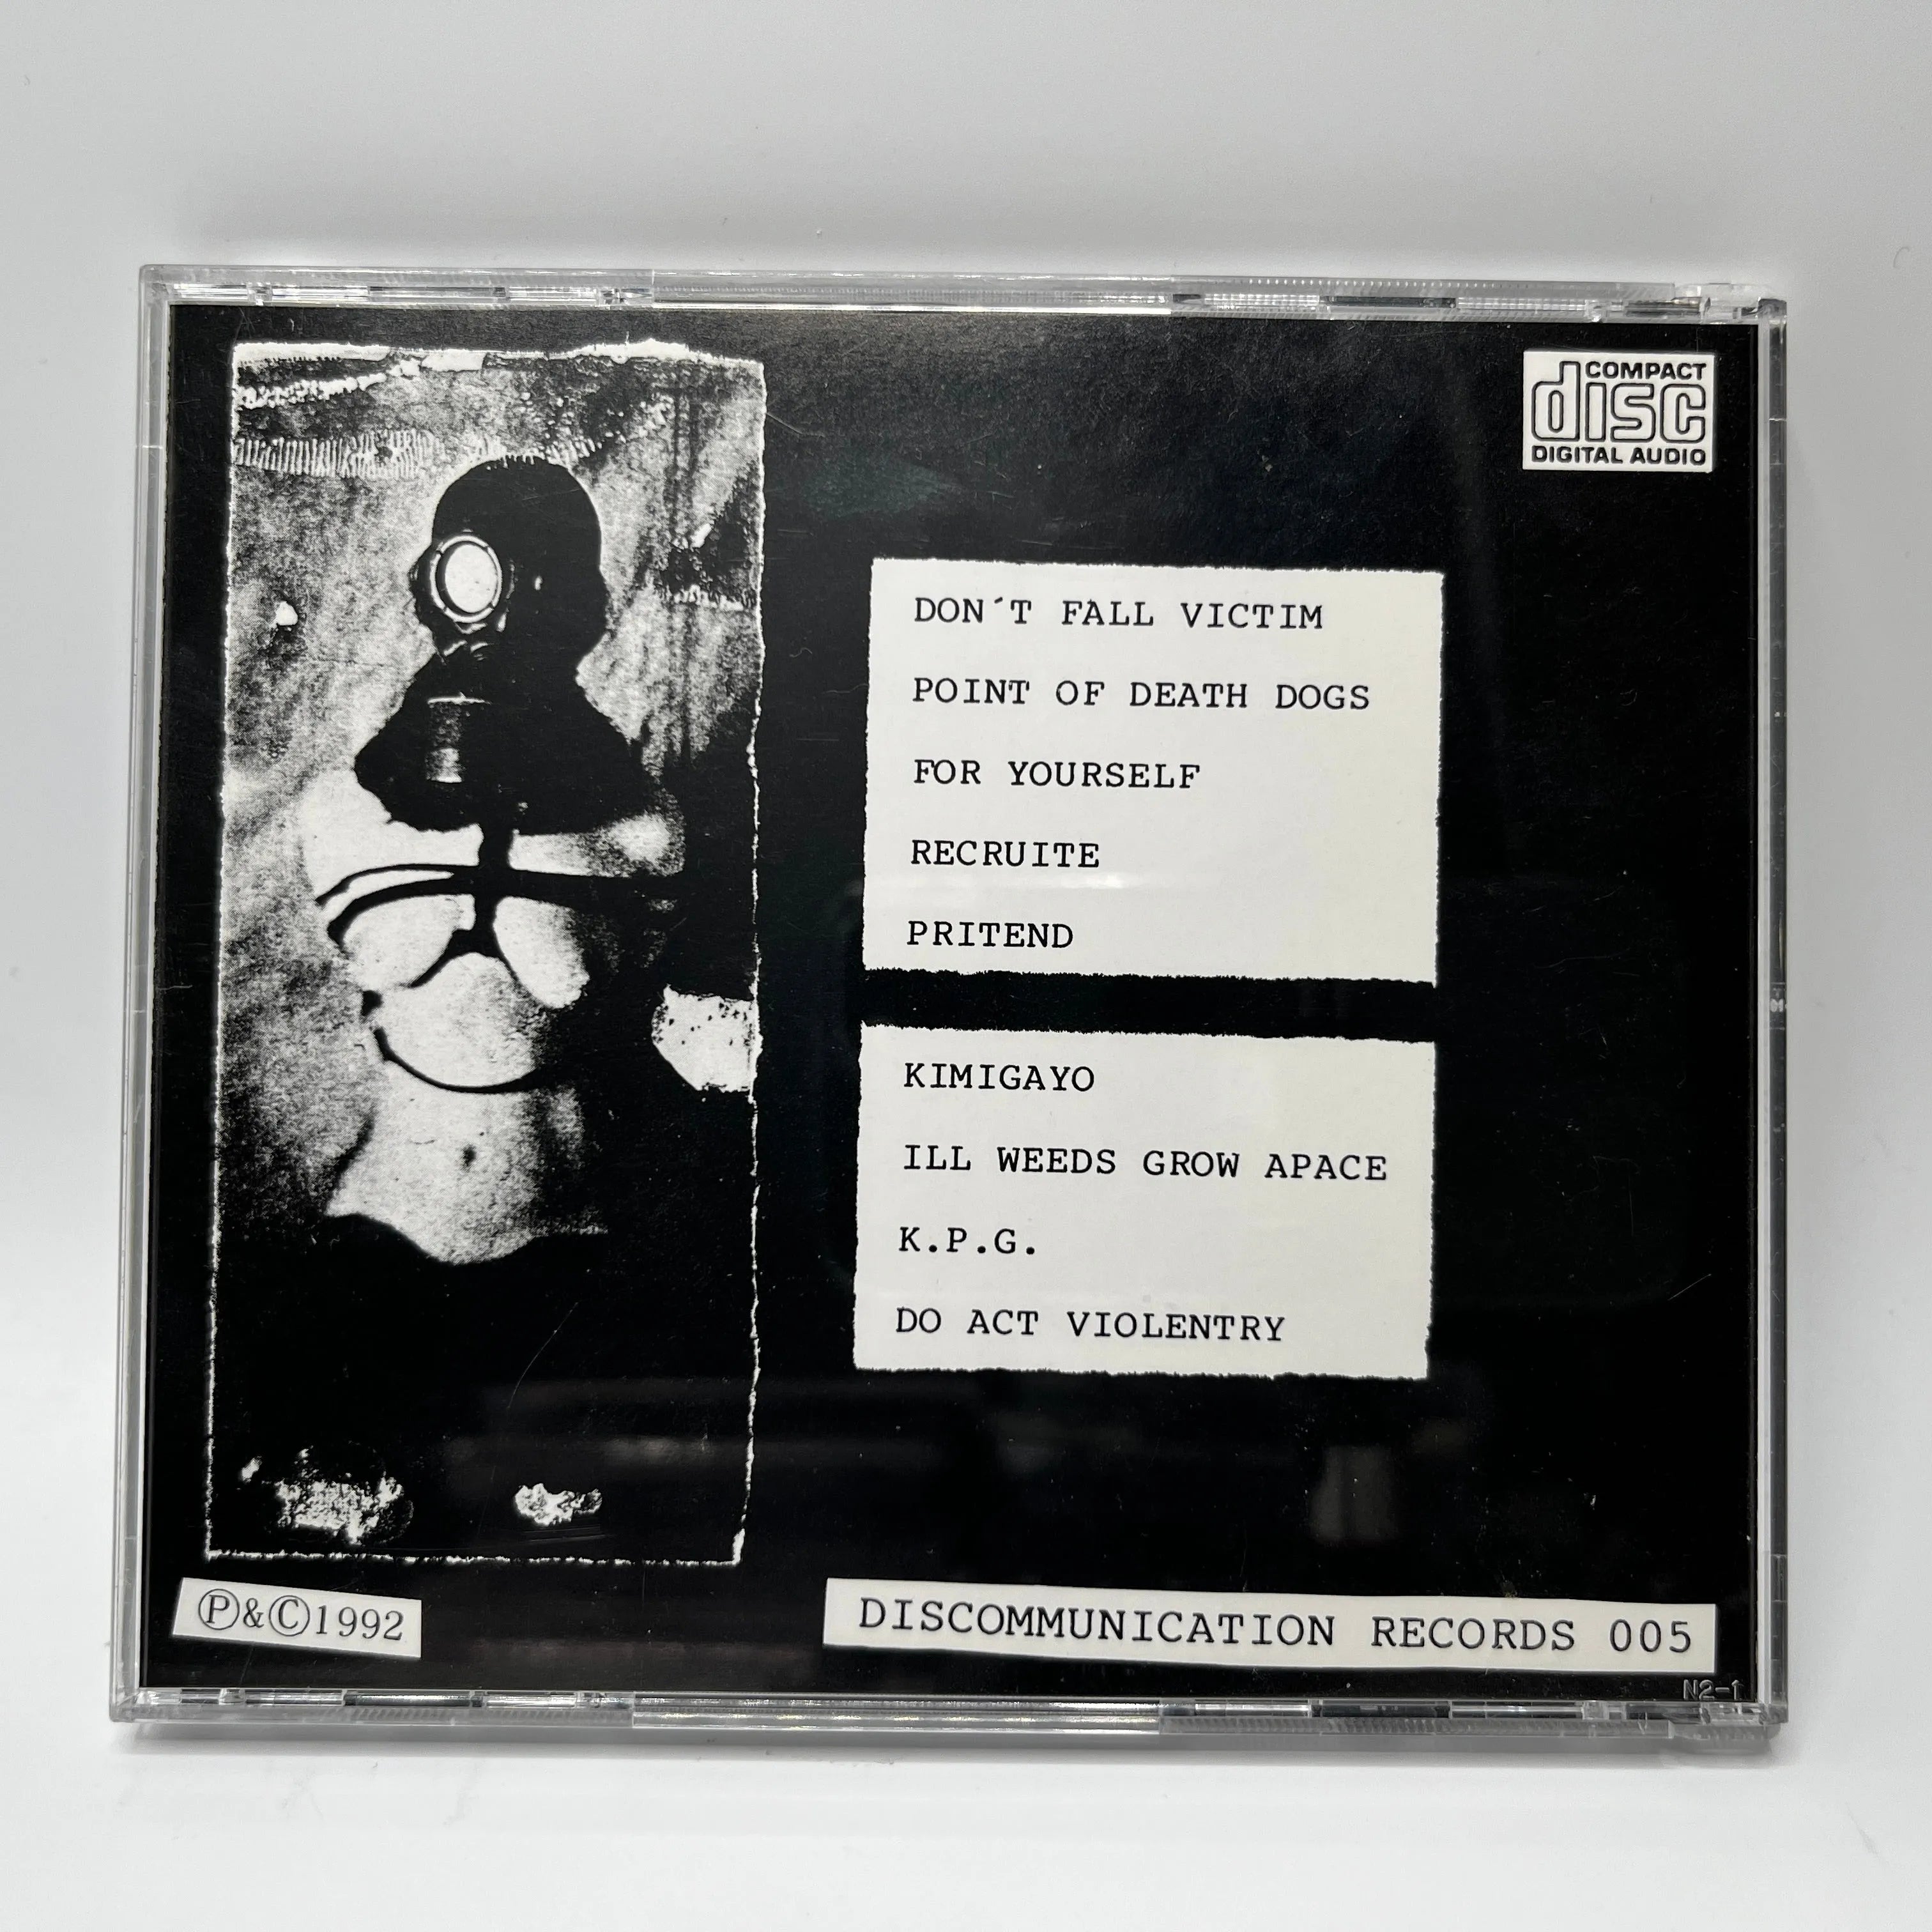 COMPACT
disc
DIGITAL AUDIO
DON´T FALL VICTIM
POINT OF DEATH DOGS
FOR YOURSELF
RECRUITE
PRITEND
KIMIGAYO
ILL WEEDS GROW APACE
K.P.G.
DO ACT VIOLENTRY
Ⓟ&Ⓒ1992
DISCOMMUNICATION RECORDS 005
N2-1